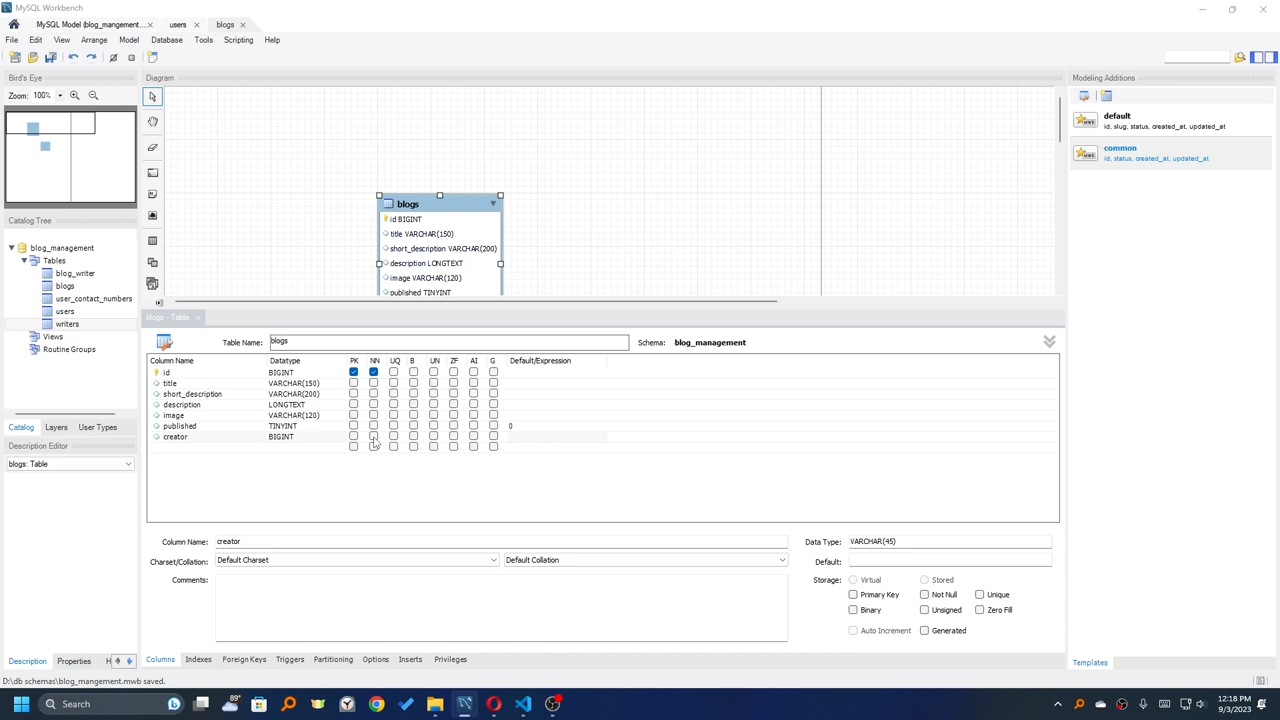 MySQL Workbench
MySQL Model (blog_mangement.... users blogs
File Edit View Arrange Model Database Tools Scripting Help
Bird's Eye
Diagram
Modeling Additions
Zoom: 100%
default
id, slug, status, created_at, updated_at
common
id, status, created_at, updated_at
blogs
id BIGINT
title VARCHAR(150)
short_description VARCHAR(200)
description LONGTEXT
image VARCHAR(120)
published TINYINT
Catalog Tree
blog_management
Tables
blog_writer
blogs
user_contact_numbers
users
writers
Views
Routine Groups
Catalog Layers User Types
Description Editor
blogs: Table
Description Properties H
blogs - Table
Table Name: blogs Schema: blog_management
Column Name Datatype PK NN UQ B UN ZF AI G Default/Expression
id BIGINT
title VARCHAR(150)
short_description VARCHAR(200)
description LONGTEXT
image VARCHAR(120)
published TINYINT 0
creator BIGINT
Column Name: creator Data Type: VARCHAR(45)
Charset/Collation: Default Charset Default Collation Default:
Comments: Storage: Virtual Stored
Primary Key Not Null Unique
Binary Unsigned Zero Fill
Auto Increment Generated
Columns Indexes Foreign Keys Triggers Partitioning Options Inserts Privileges
Templates
D:\db schemas\blog_mangement.mwb saved.
Search
89°
12:18 PM
9/3/2023